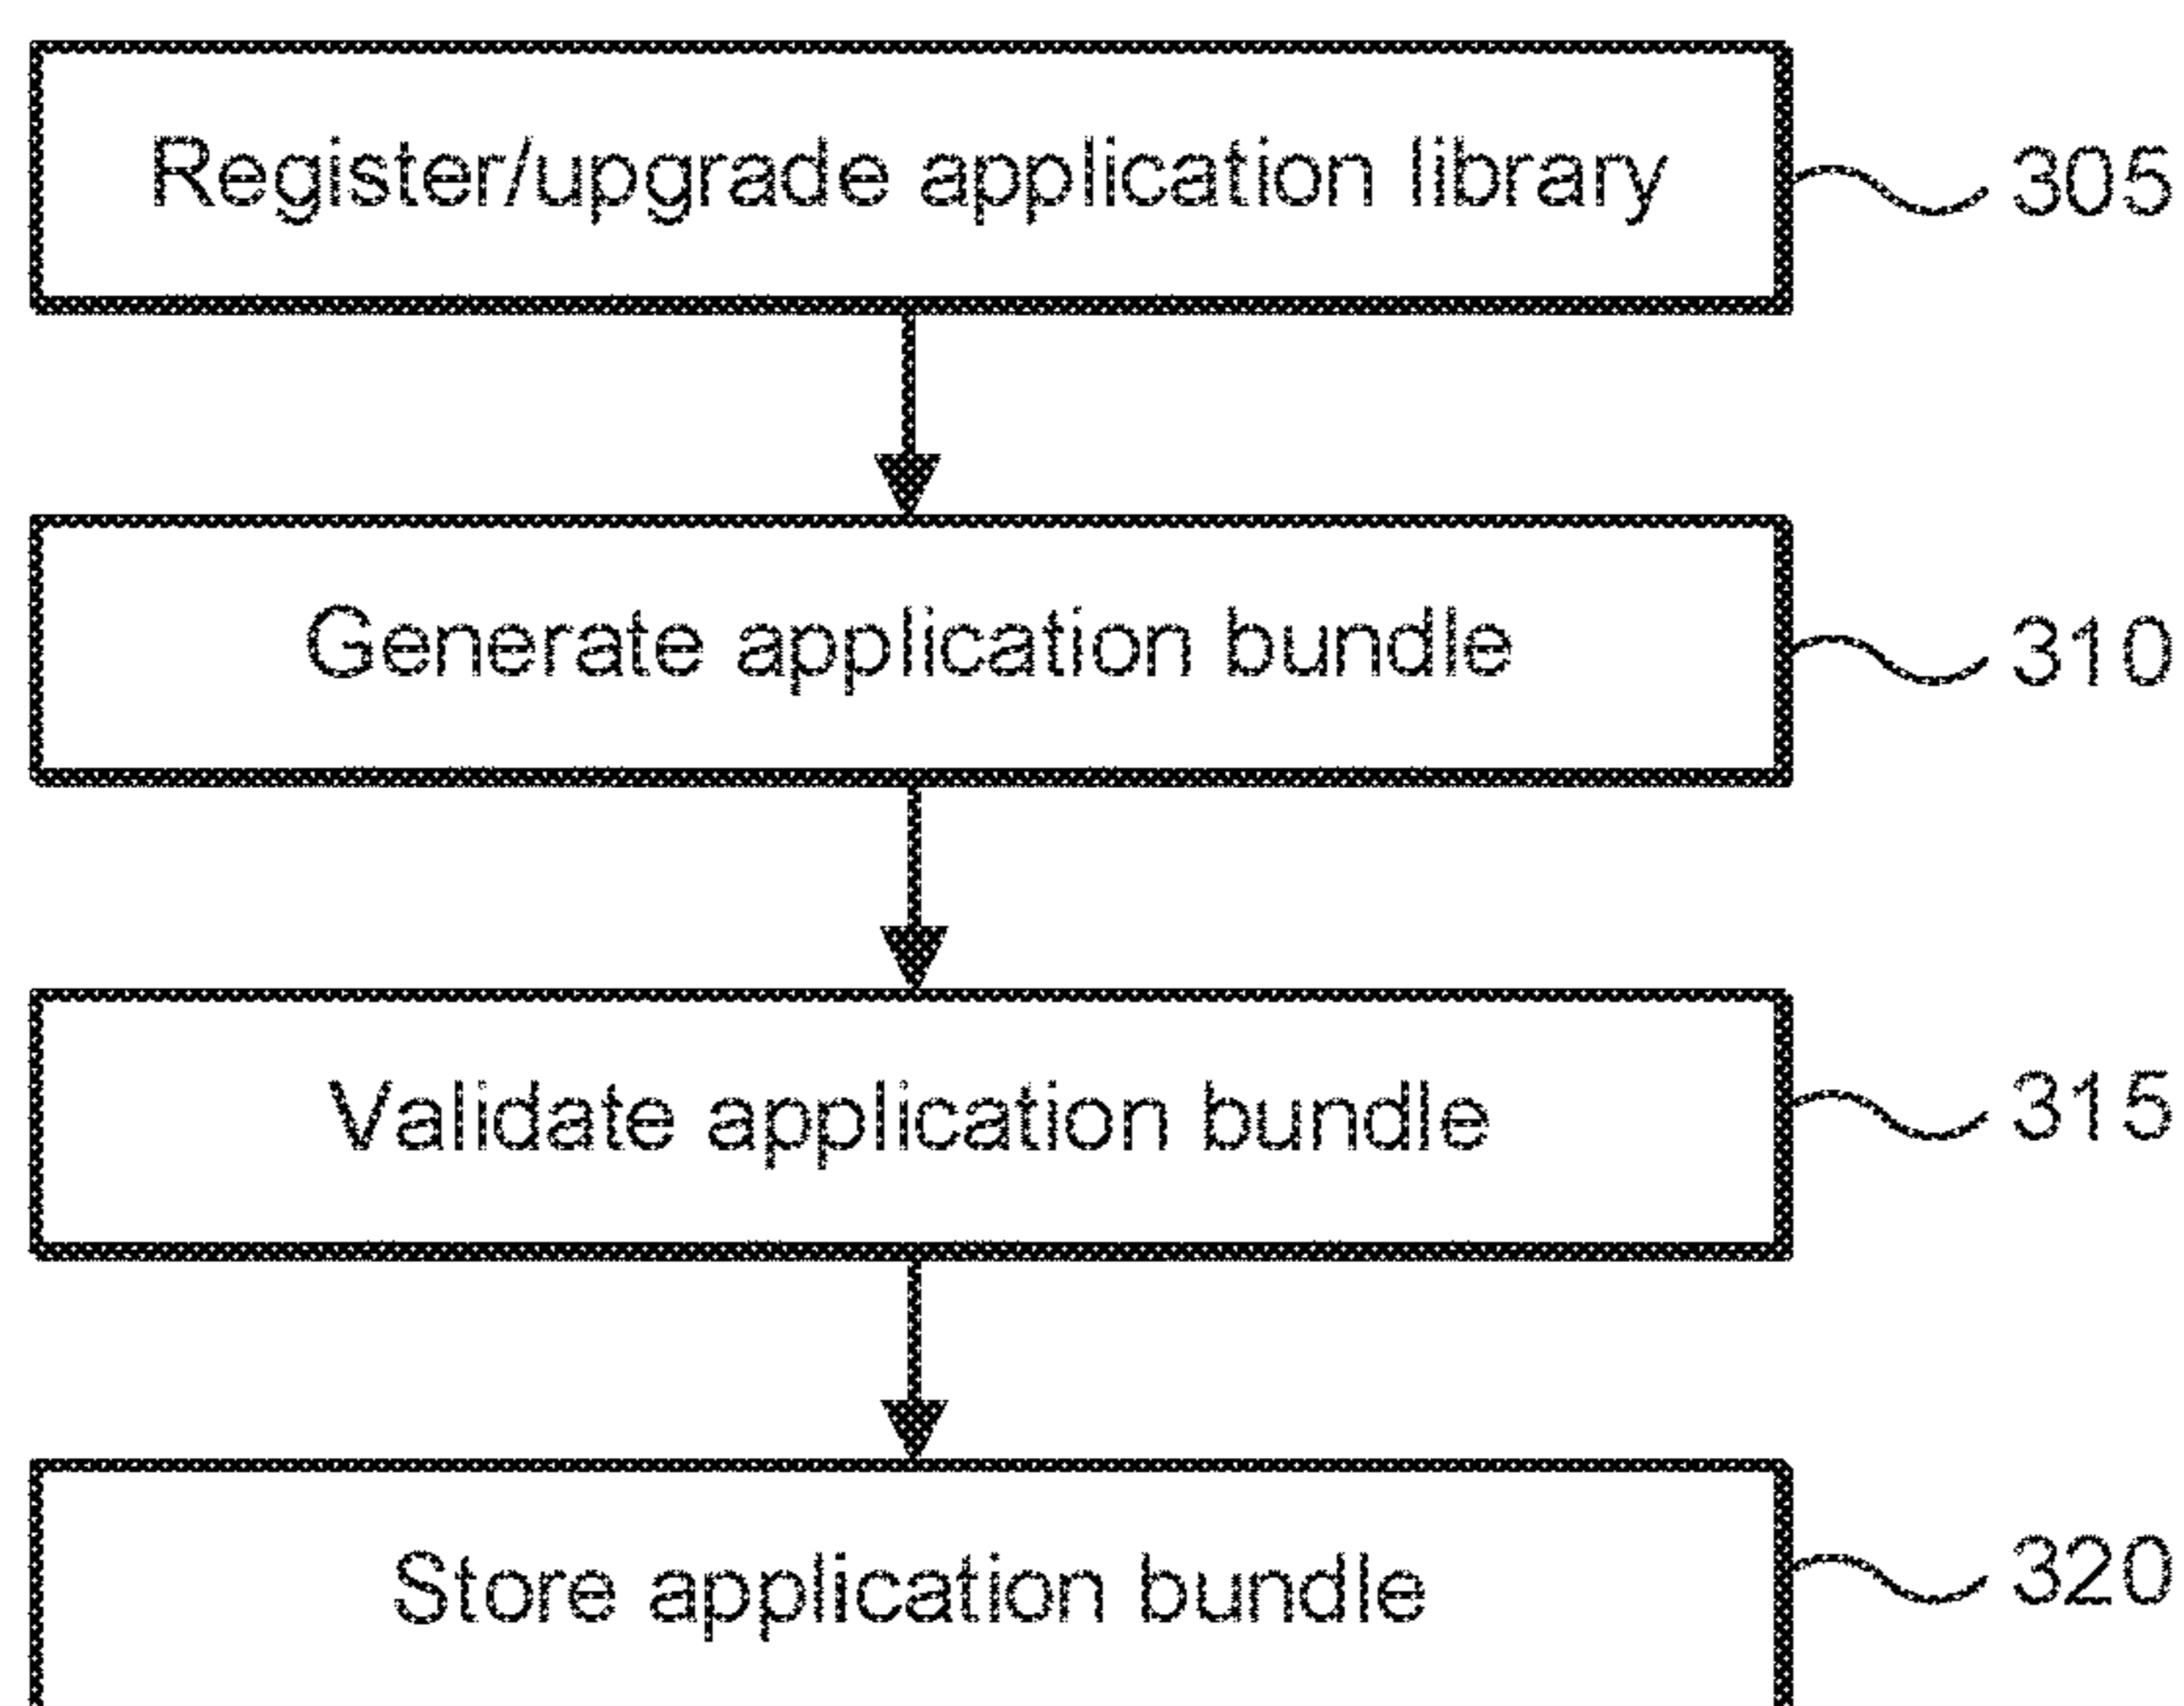 Register/upgrade application library 305
Generate application bundle 310
Validate application bundle 315
Store application bundle 320